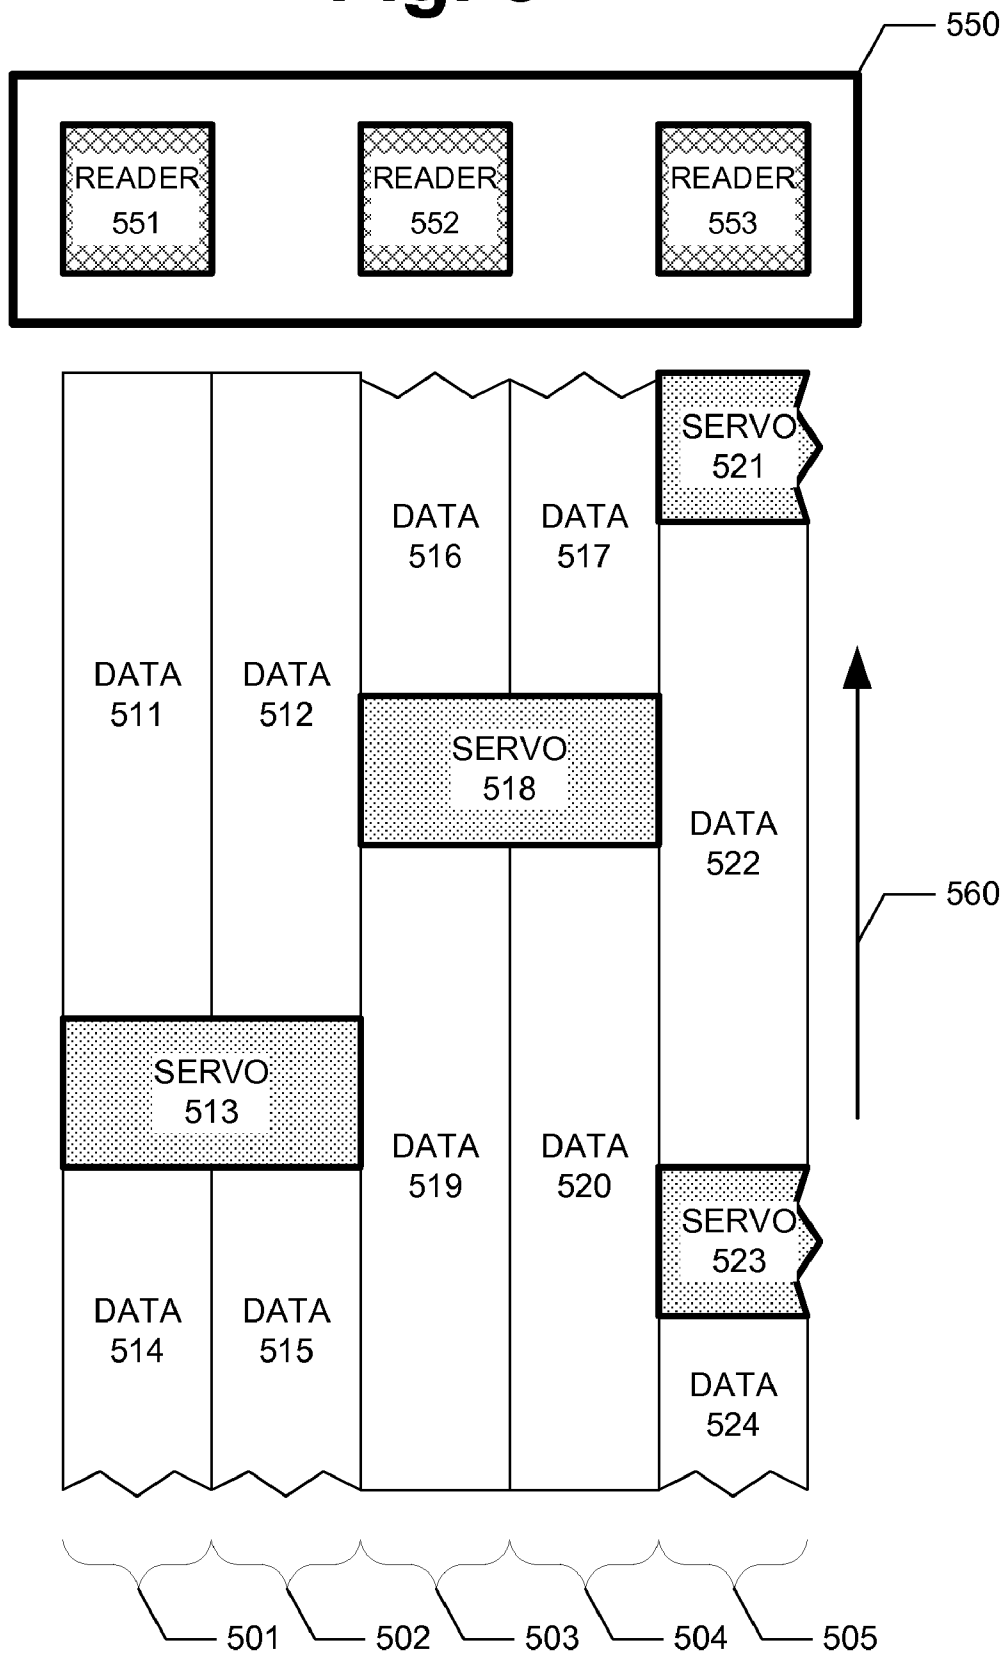 550
READER READER READER
551 552 553
SERVO
521
DATA DATA
516 517
DATA DATA
511 512
SERVO
518
DATA
522
560
SERVO
513
DATA DATA
519 520
SERVO
523
DATA DATA
514 515
DATA
524
501 502 503 504 505